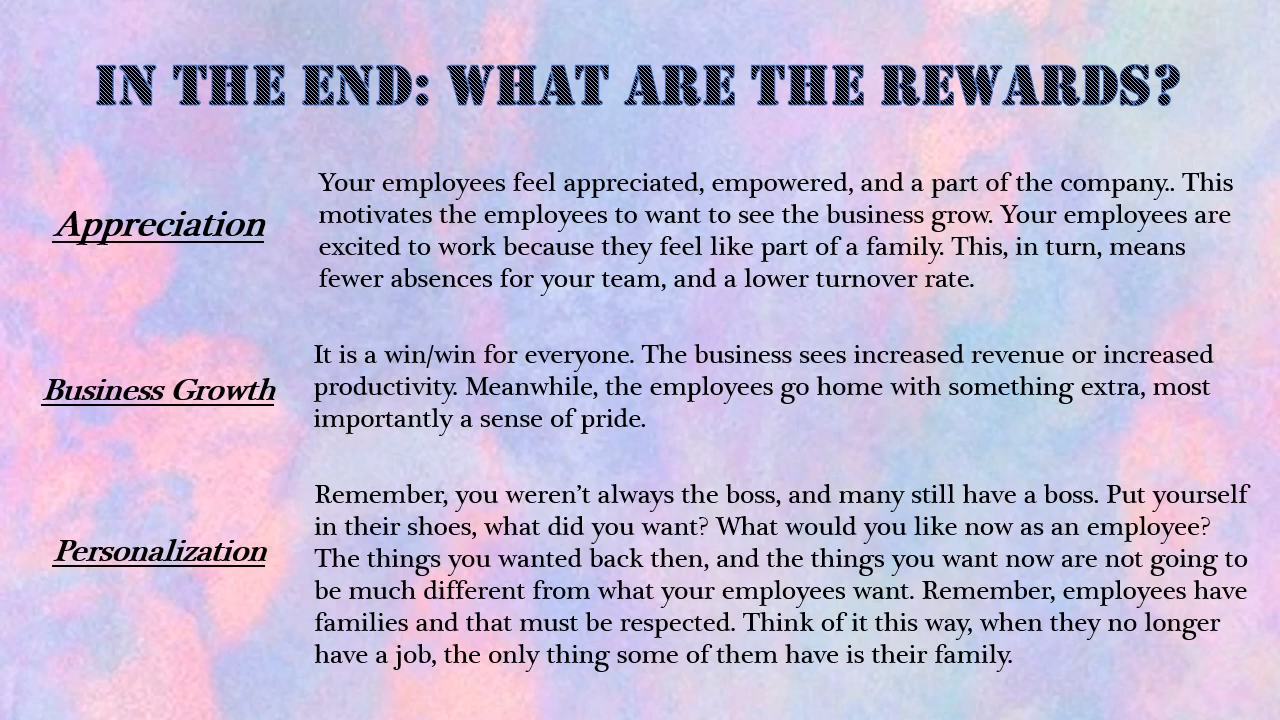 IN THE END: WHAT ARE THE REWARDS?
Appreciation
Your employees feel appreciated, empowered, and a part of the company.. This
motivates the employees to want to see the business grow. Your employees are
excited to work because they feel like part of a family. This, in turn, means
fewer absences for your team, and a lower turnover rate.
Business Growth
It is a win/win for everyone. The business sees increased revenue or increased
productivity. Meanwhile, the employees go home with something extra, most
importantly a sense of pride.
Personalization
Remember, you weren’t always the boss, and many still have a boss. Put yourself
in their shoes, what did you want? What would you like now as an employee?
The things you wanted back then, and the things you want now are not going to
be much different from what your employees want. Remember, employees have
families and that must be respected. Think of it this way, when they no longer
have a job, the only thing some of them have is their family.